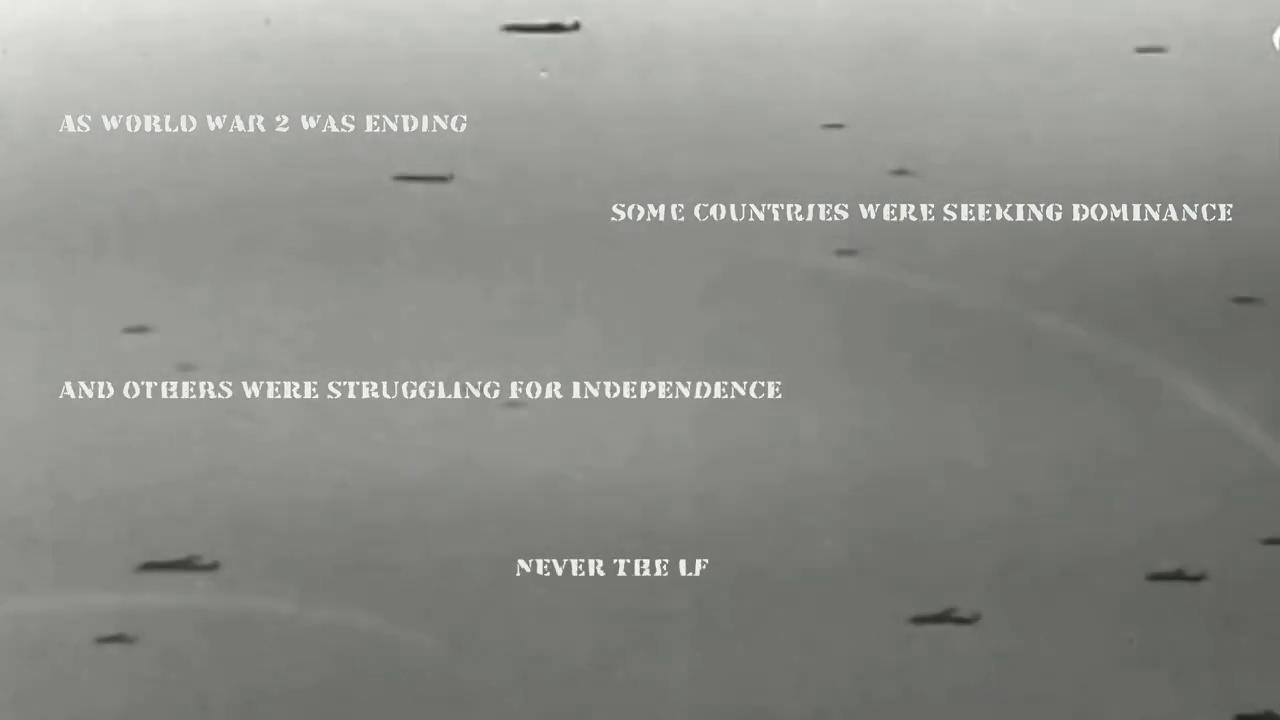 AS WORLD WAR 2 WAS ENDING
SOME COUNTRIES WERE SEEKING DOMINANCE
AND OTHERS WERE STRUGGLING FOR INDEPENDENCE
NEVER THE LF